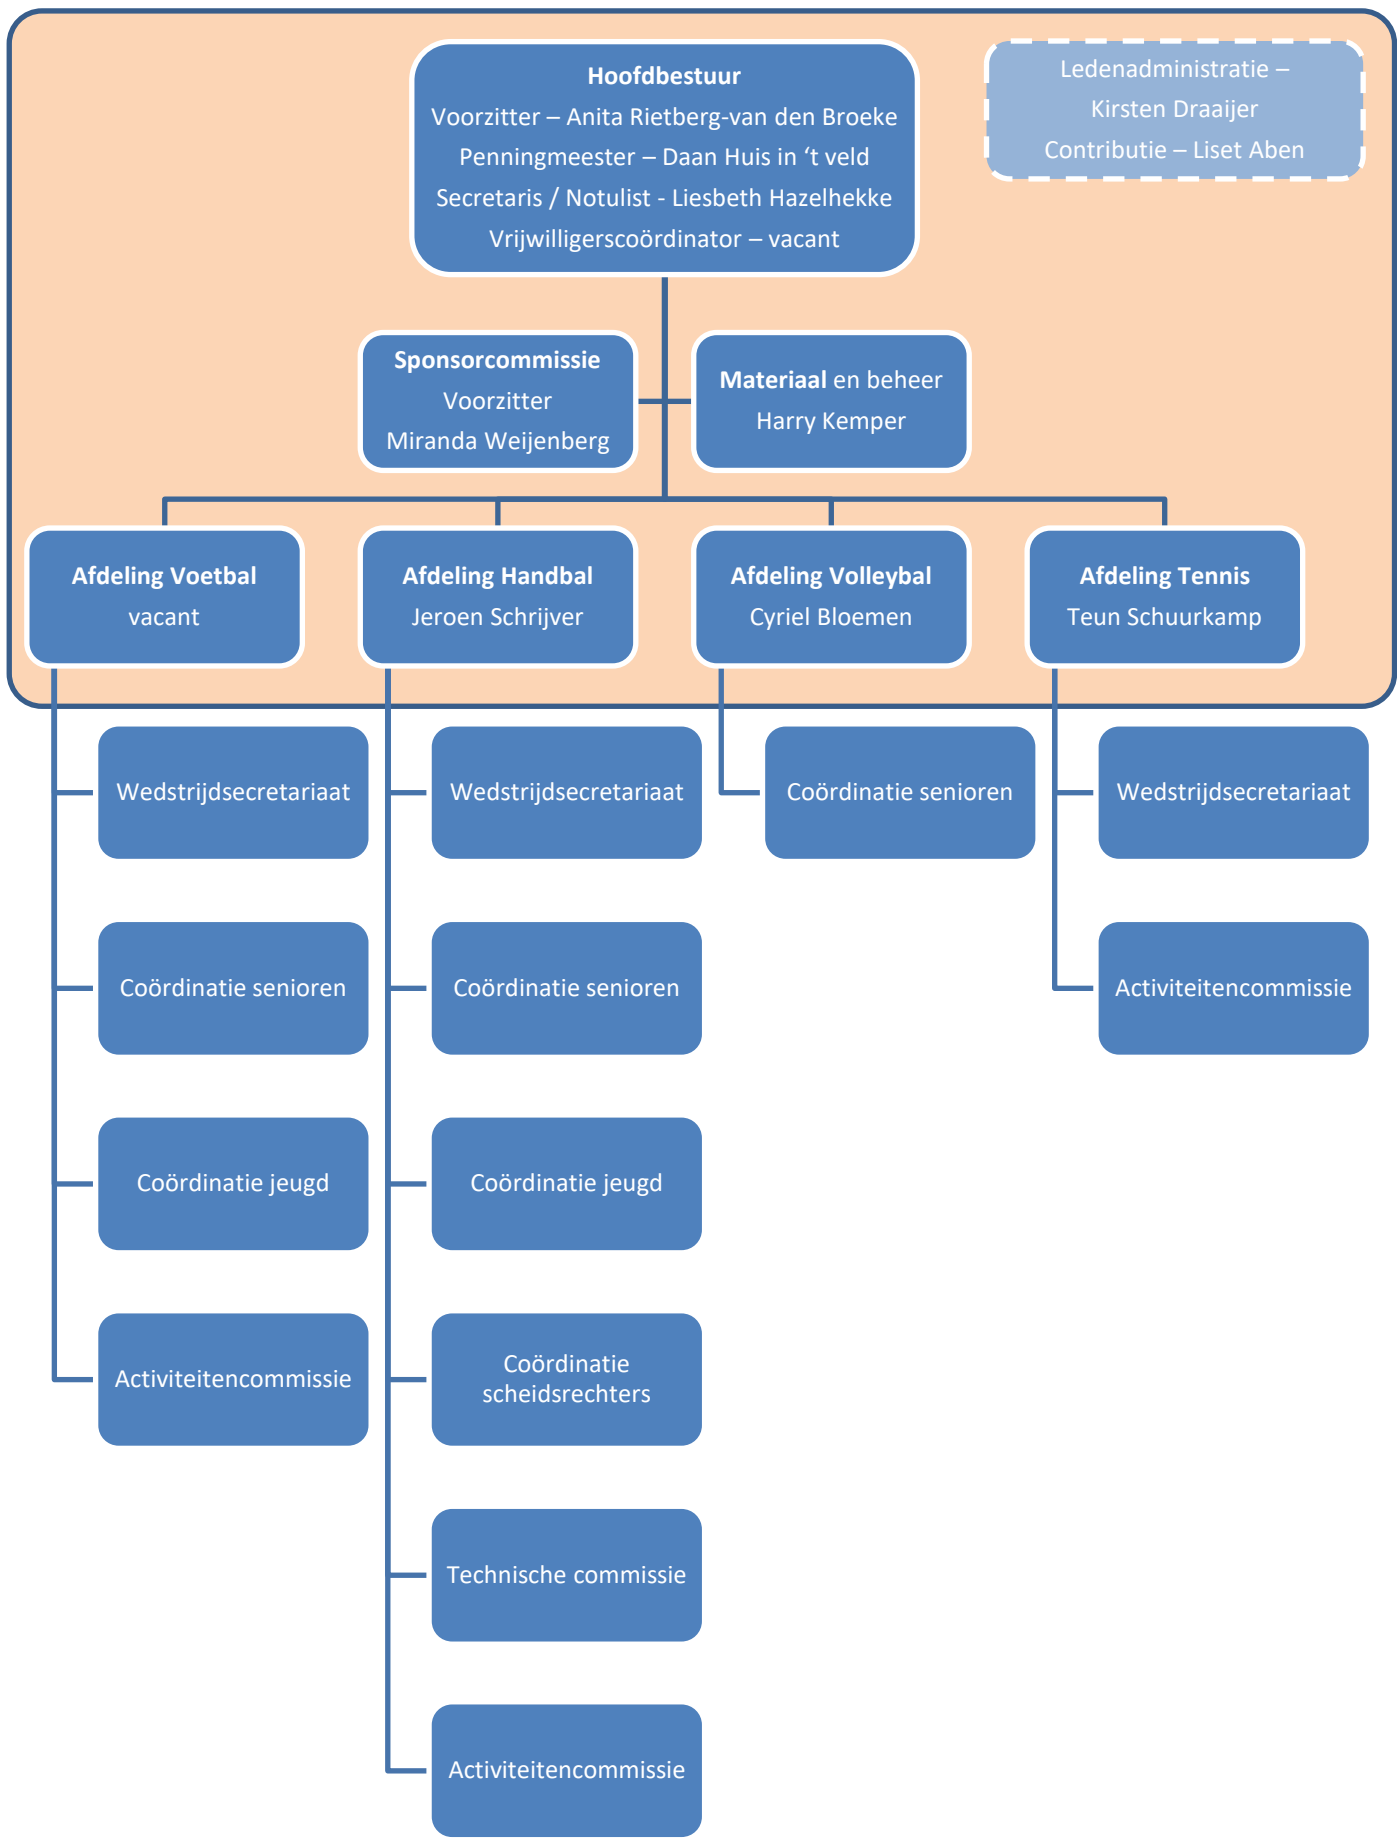 Hoofdbestuur
Voorzitter – Anita Rietberg-van den Broeke
Penningmeester – Daan Huis in ‘t veld
Secretaris / Notulist - Liesbeth Hazelhekke
Vrijwilligerscoördinator – vacant
Ledenadministratie –
Kirsten Draaijer
Contributie – Liset Aben
Sponsorcommissie
Voorzitter
Miranda Weijenberg
Materiaal en beheer
Harry Kemper
Afdeling Voetbal
vacant
Afdeling Handbal
Jeroen Schrijver
Afdeling Volleybal
Cyriel Bloemen
Afdeling Tennis
Teun Schuurkamp
Wedstrijdsecretariaat
Coördinatie senioren
Coördinatie jeugd
Activiteitencommissie
Wedstrijdsecretariaat
Coördinatie senioren
Coördinatie jeugd
Coördinatie
scheidsrechters
Technische commissie
Activiteitencommissie
Coördinatie senioren
Wedstrijdsecretariaat
Activiteitencommissie